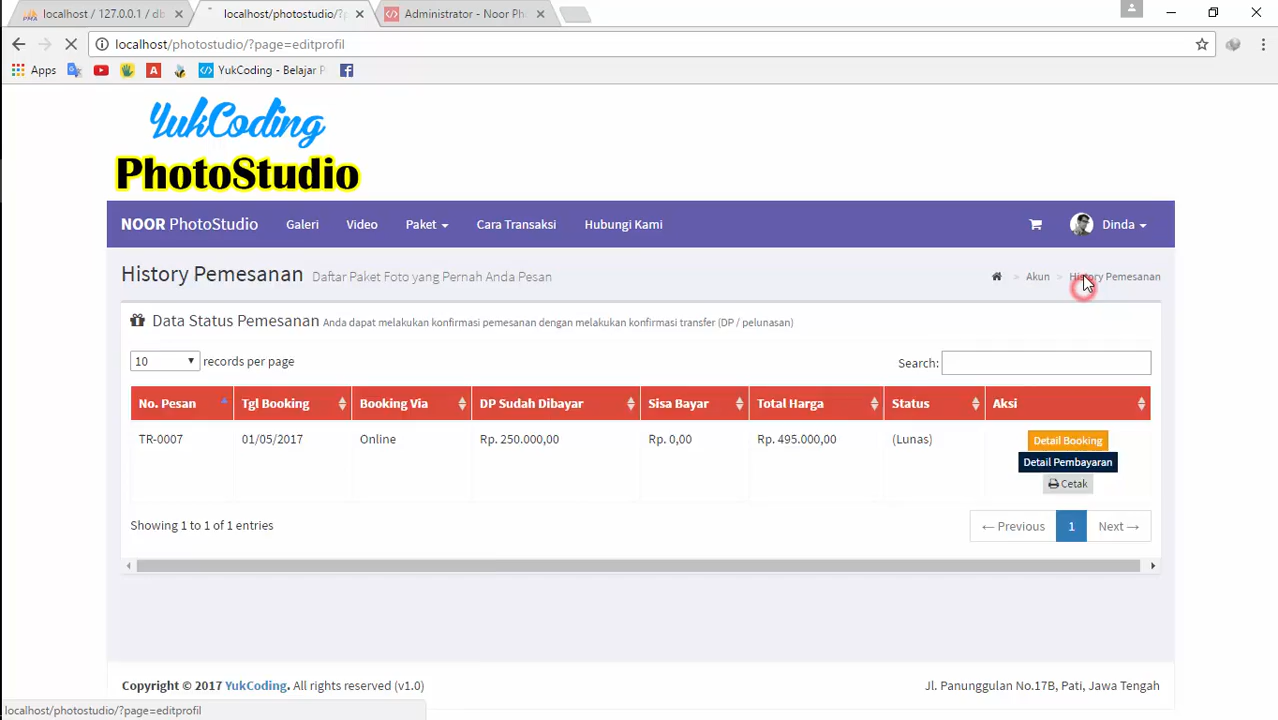 localhost / 127.0.0.1 / db
localhost/photostudio/?p
Administrator - Noor Ph
localhost/photostudio/?page=editprofil
Apps
YukCoding - Belajar P
YukCoding
PhotoStudio
NOOR PhotoStudio
Galeri
Video
Paket
Cara Transaksi
Hubungi Kami
Dinda
History Pemesanan Daftar Paket Foto yang Pernah Anda Pesan
> Akun > History Pemesanan
Data Status Pemesanan Anda dapat melakukan konfirmasi pemesanan dengan melakukan konfirmasi transfer (DP / pelunasan)
10 records per page
Search:
No. Pesan Tgl Booking Booking Via DP Sudah Dibayar Sisa Bayar Total Harga Status Aksi
TR-0007 01/05/2017 Online Rp. 250.000,00 Rp. 0,00 Rp. 495.000,00 (Lunas) Detail Booking
Detail Pembayaran
Cetak
Showing 1 to 1 of 1 entries
← Previous 1 Next →
Copyright © 2017 YukCoding. All rights reserved (v1.0)
Jl. Panunggulan No.17B, Pati, Jawa Tengah
localhost/photostudio/?page=editprofil